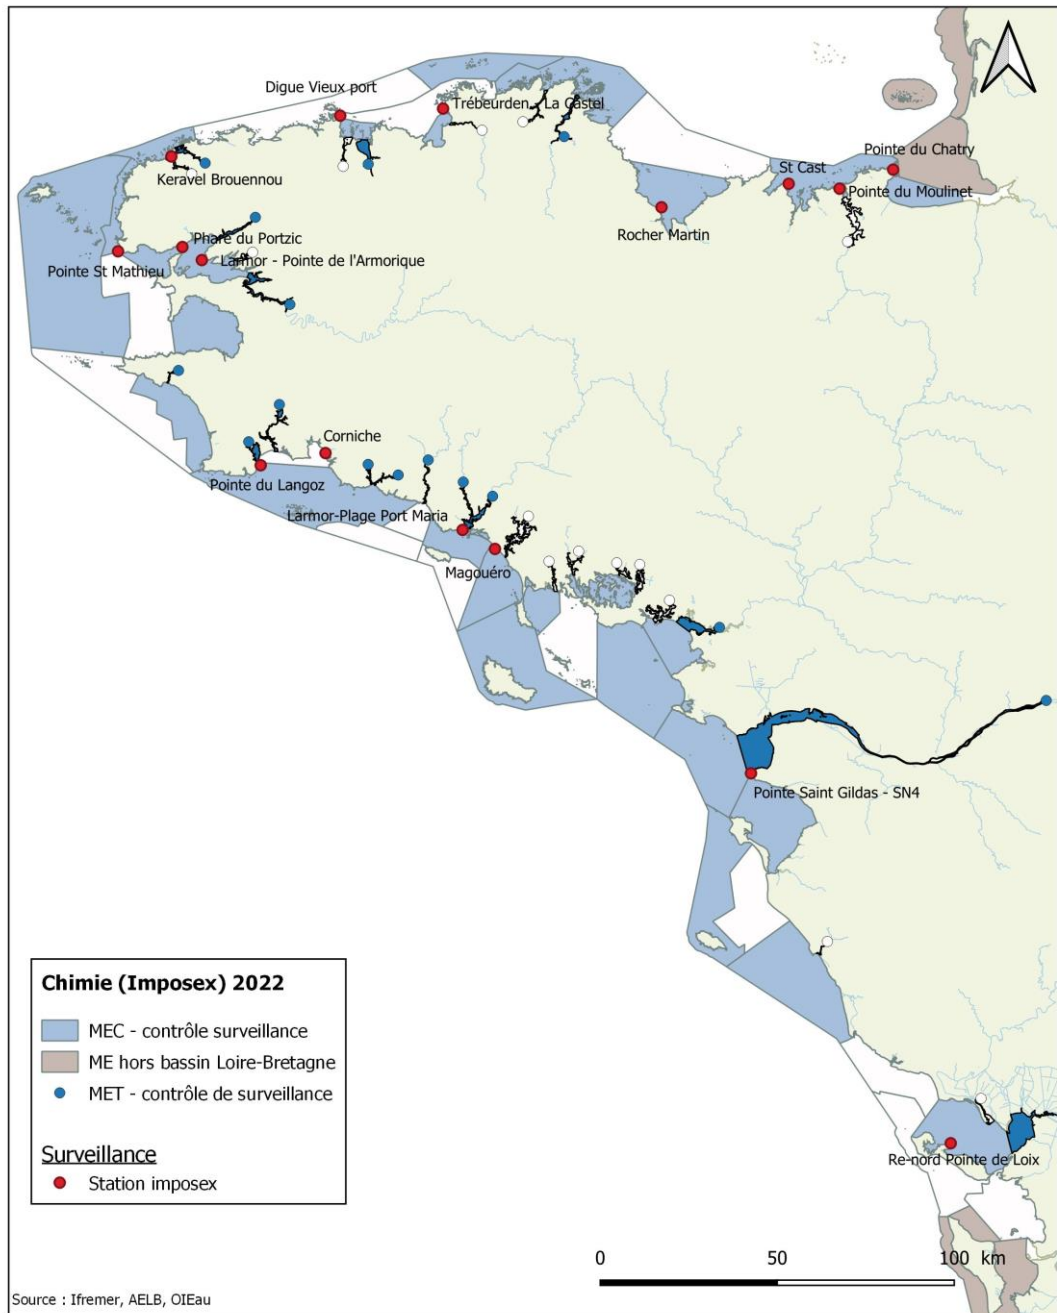 Digue Vieux port
Trébeurden, La Castel
Pointe du Chatry
St Cast
Keravel Brouennou
Pointe du Moulinet
Rocher Martin
Phare du Portzic
Larmor - Pointe de l'Armorique
Pointe St Mathieu
Corniche
Pointe du Langoz
Larmor-Plage Port Maria
Magouéro
Pointe Saint Gildas - SN4
Chimie (Imposex) 2022
MEC - contrôle surveillance
ME hors bassin Loire-Bretagne
MET - contrôle de surveillance
Surveillance
Station imposex
Re-nord Pointe de Loix
0 50 100 km
Source : Ifremer, AELB, OIEau